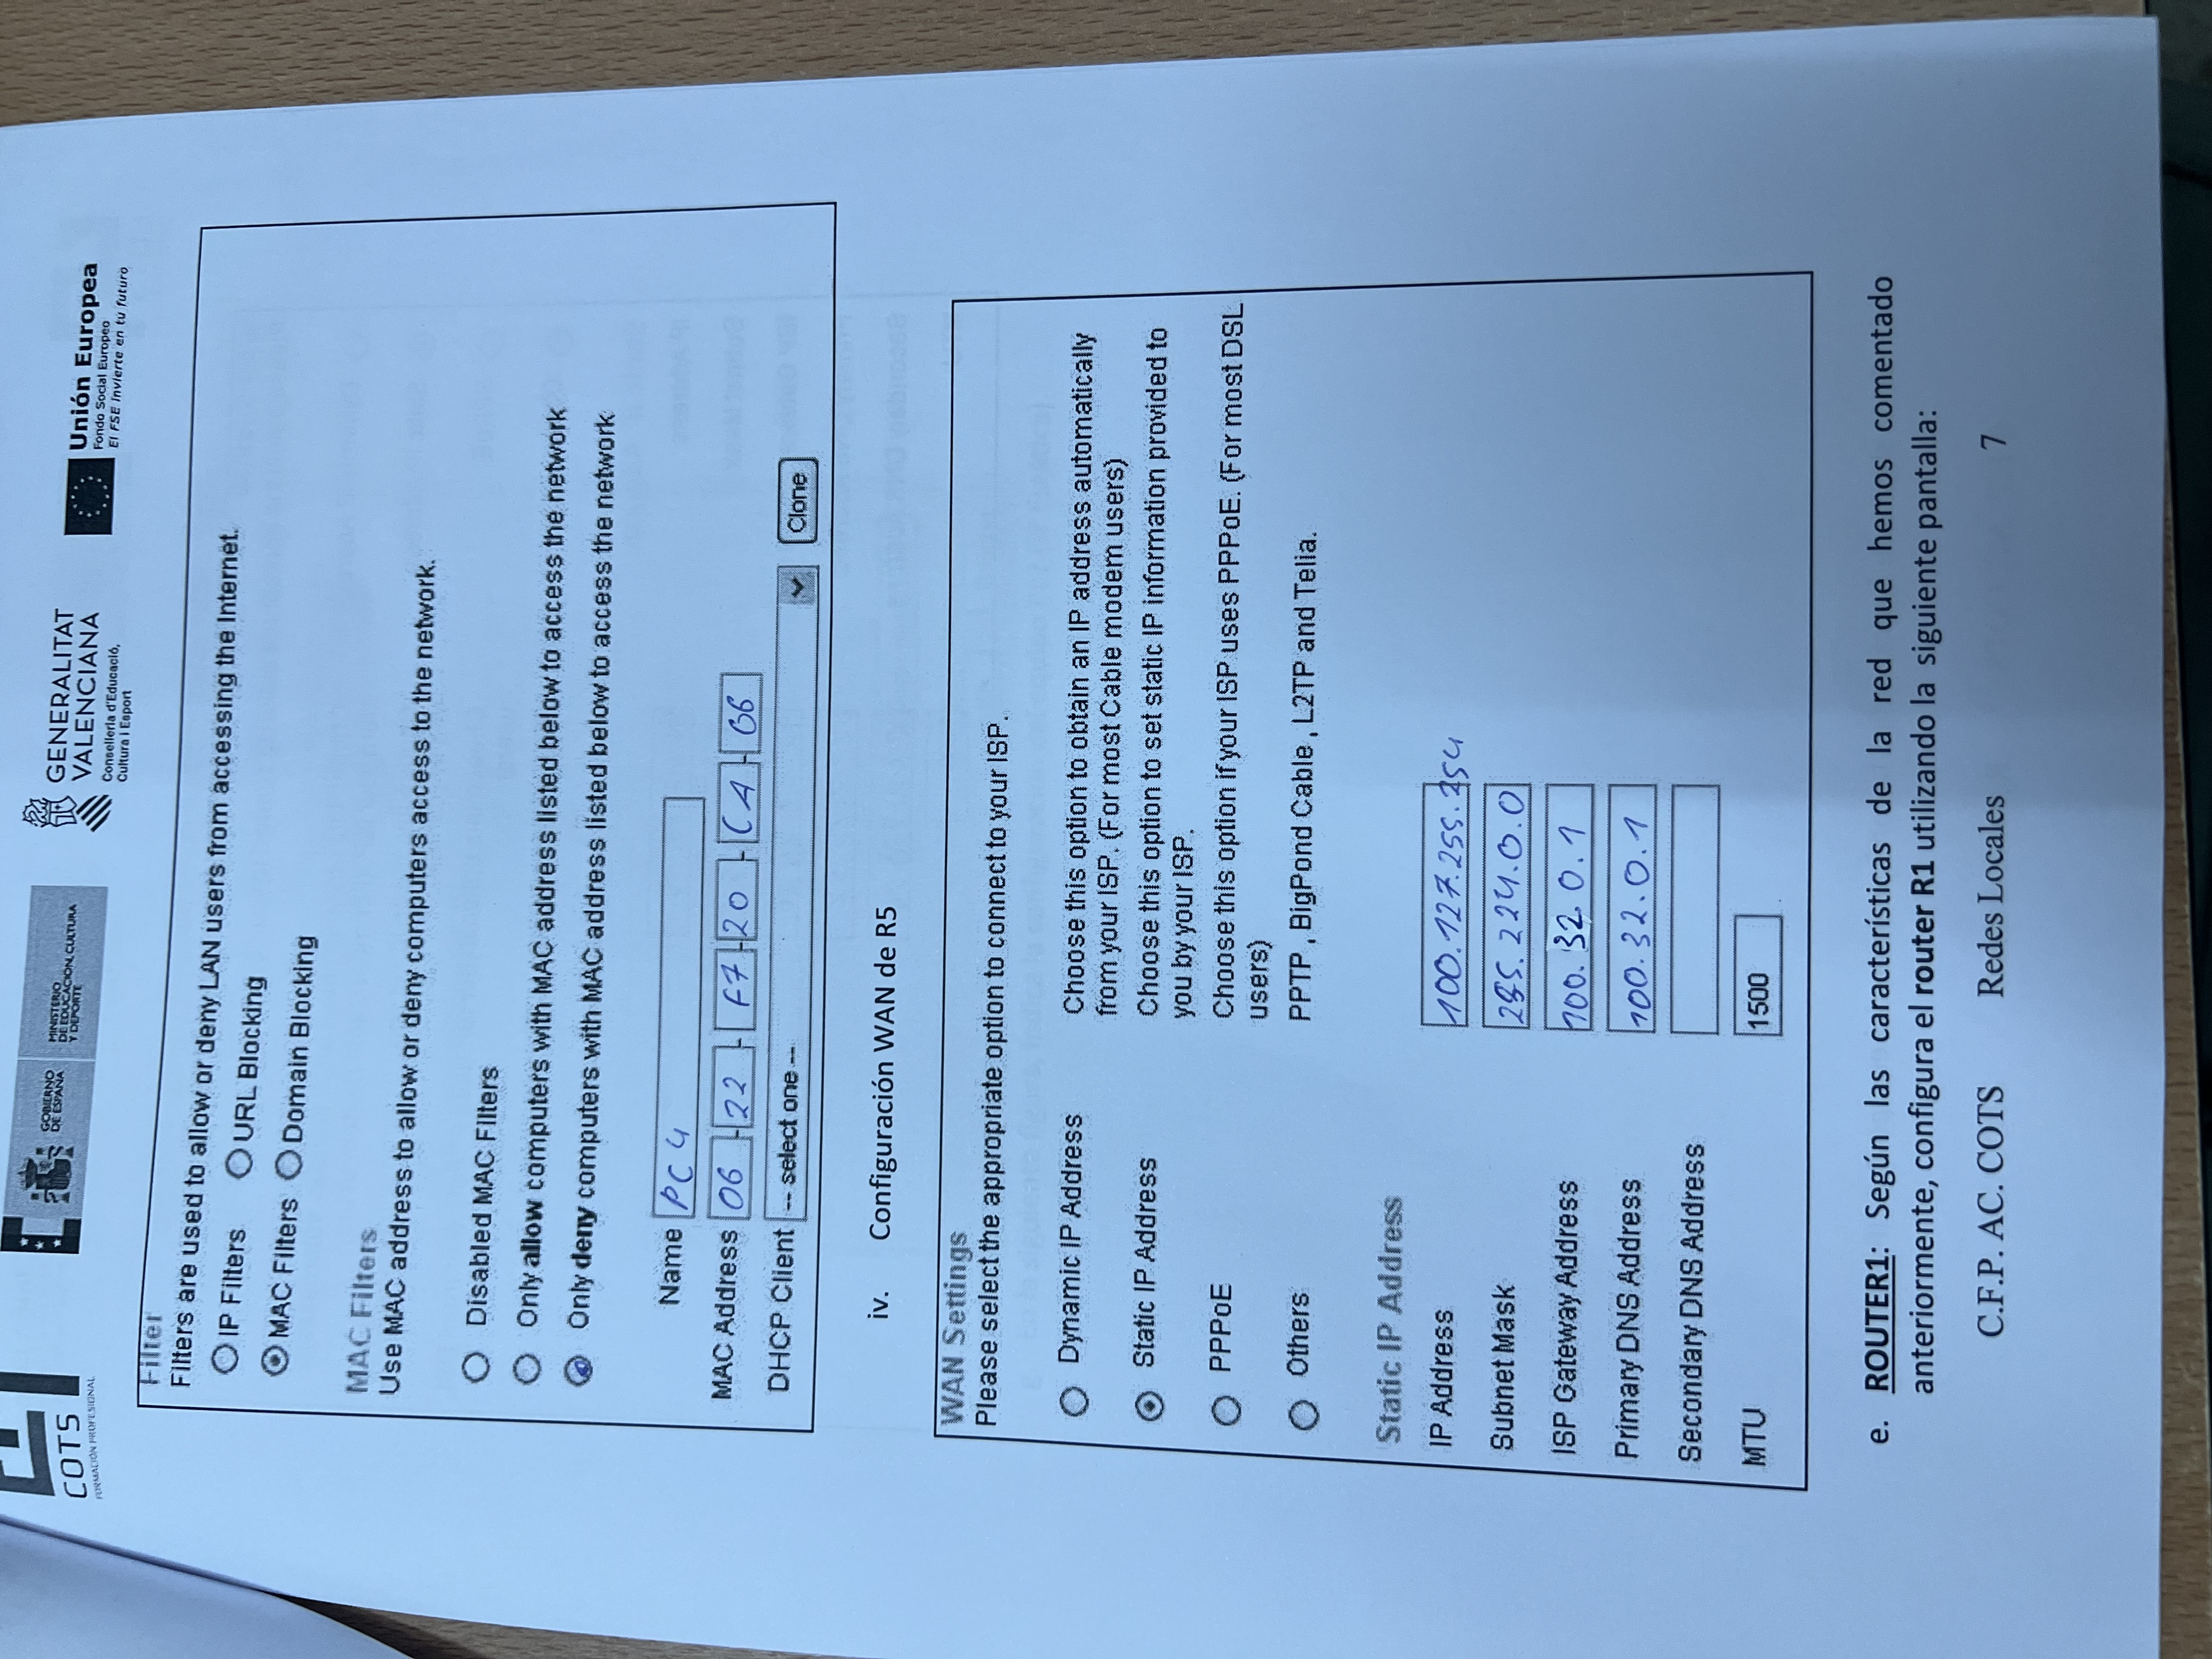 COTS
FORMACIÓN PROFESIONAL
GOBIERNO
DE ESPAÑA
MINISTERIO
DE EDUCACIÓN, CULTURA
Y DEPORTE
GENERALITAT
VALENCIANA
Conselleria d'Educació,
Cultura i Esport
Unión Europea
Fondo Social Europeo
El FSE invierte en tu futuro
Filter
Filters are used to allow or deny LAN users from accessing the Internet.
IP Filters URL Blocking
MAC Filters Domain Blocking
MAC Filters
Use MAC address to allow or deny computers access to the network.
Disabled MAC Filters
Only allow computers with MAC address listed below to access the network
Only deny computers with MAC address listed below to access the network
Name PC 4
MAC Address 06 - 22 - F7 - 20 - CA - 06
DHCP Client -- select one -- Clone
iv. Configuración WAN de R5
WAN Settings
Please select the appropriate option to connect to your ISP.
Dynamic IP Address Choose this option to obtain an IP address automatically
from your ISP. (For most Cable modem users)
Static IP Address Choose this option to set static IP information provided to
you by your ISP.
PPPoE Choose this option if your ISP uses PPPoE. (For most DSL
users)
Others PPTP , BigPond Cable , L2TP and Telia.
Static IP Address
IP Address 100.127.255.254
Subnet Mask 255.224.0.0
ISP Gateway Address 100.32.0.1
Primary DNS Address 100.32.0.1
Secondary DNS Address
MTU 1500
e. ROUTER1: Según las características de la red que hemos comentado
anteriormente, configura el router R1 utilizando la siguiente pantalla:
C.F.P. AC. COTS Redes Locales 7